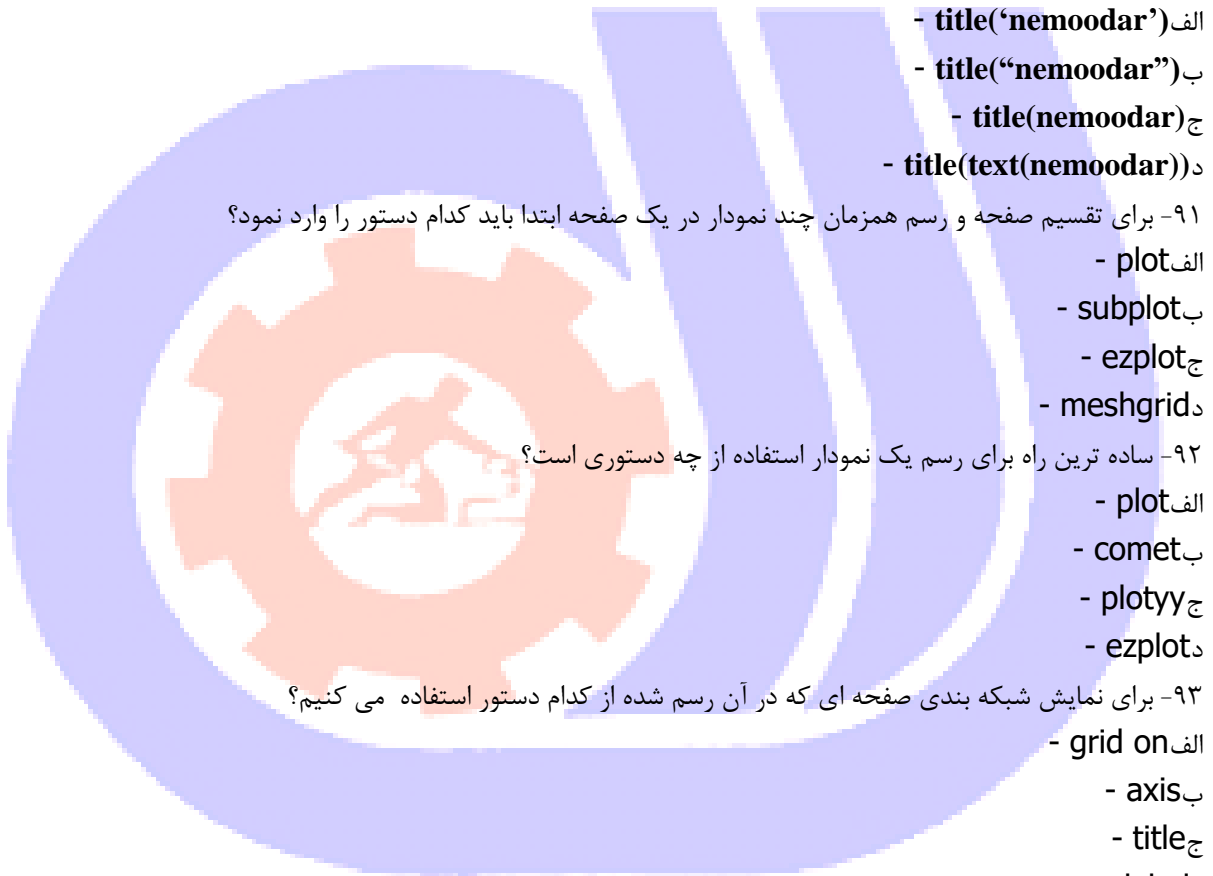 الف- title(‘nemoodar’)
ب- title(“nemoodar”)
ج- title(nemoodar)
د- title(text(nemoodar))
۹۱- برای تقسیم صفحه و رسم همزمان چند نمودار در یک صفحه ابتدا باید کدام دستور را وارد نمود؟
الف- plot
ب- subplot
ج- ezplot
د- meshgrid
۹۲- ساده ترین راه برای رسم یک نمودار استفاده از چه دستوری است؟
الف- plot
ب- comet
ج- plotyy
د- ezplot
۹۳- برای نمایش شبکه بندی صفحه ای که در آن رسم شده از کدام دستور استفاده می کنیم؟
الف- grid on
ب- axis
ج- title